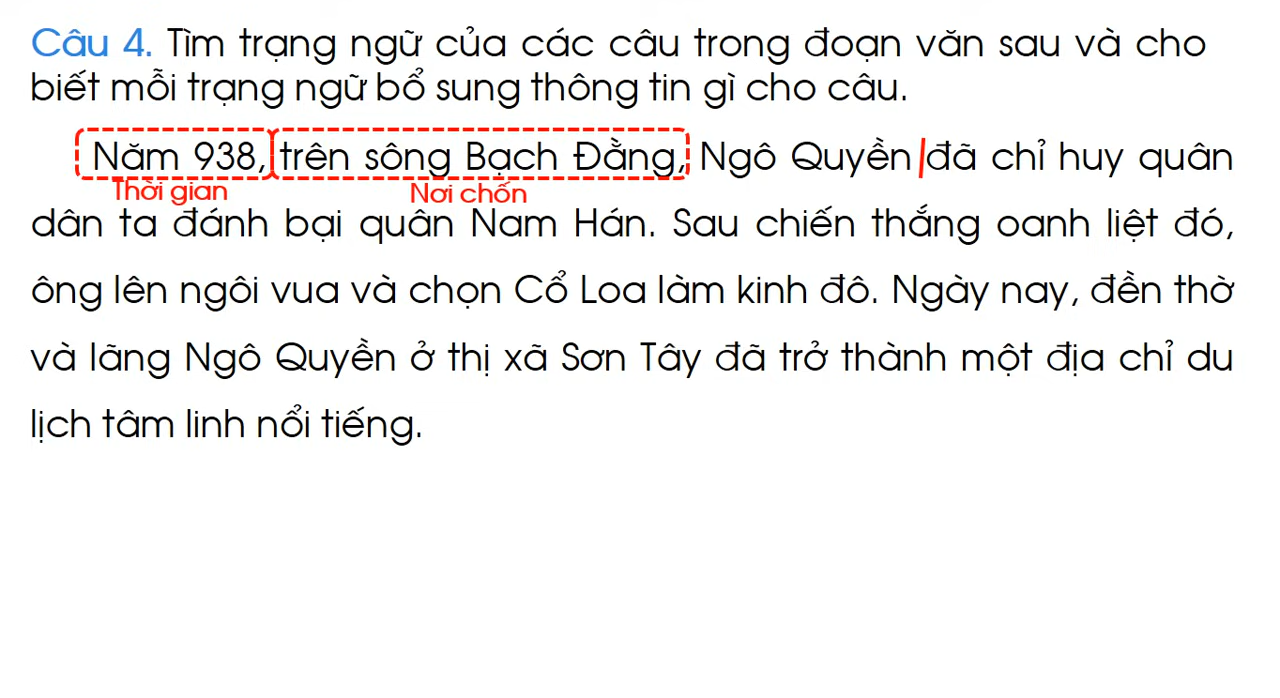 Câu 4. Tìm trạng ngữ của các câu trong đoạn văn sau và cho
biết mỗi trạng ngữ bổ sung thông tin gì cho câu.
Năm 938, trên sông Bạch Đằng, Ngô Quyền đã chỉ huy quân
Thời gian Nơi chốn
dân ta đánh bại quân Nam Hán. Sau chiến thắng oanh liệt đó,
ông lên ngôi vua và chọn Cổ Loa làm kinh đô. Ngày nay, đền thờ
và lăng Ngô Quyền ở thị xã Sơn Tây đã trở thành một địa chỉ du
lịch tâm linh nổi tiếng.